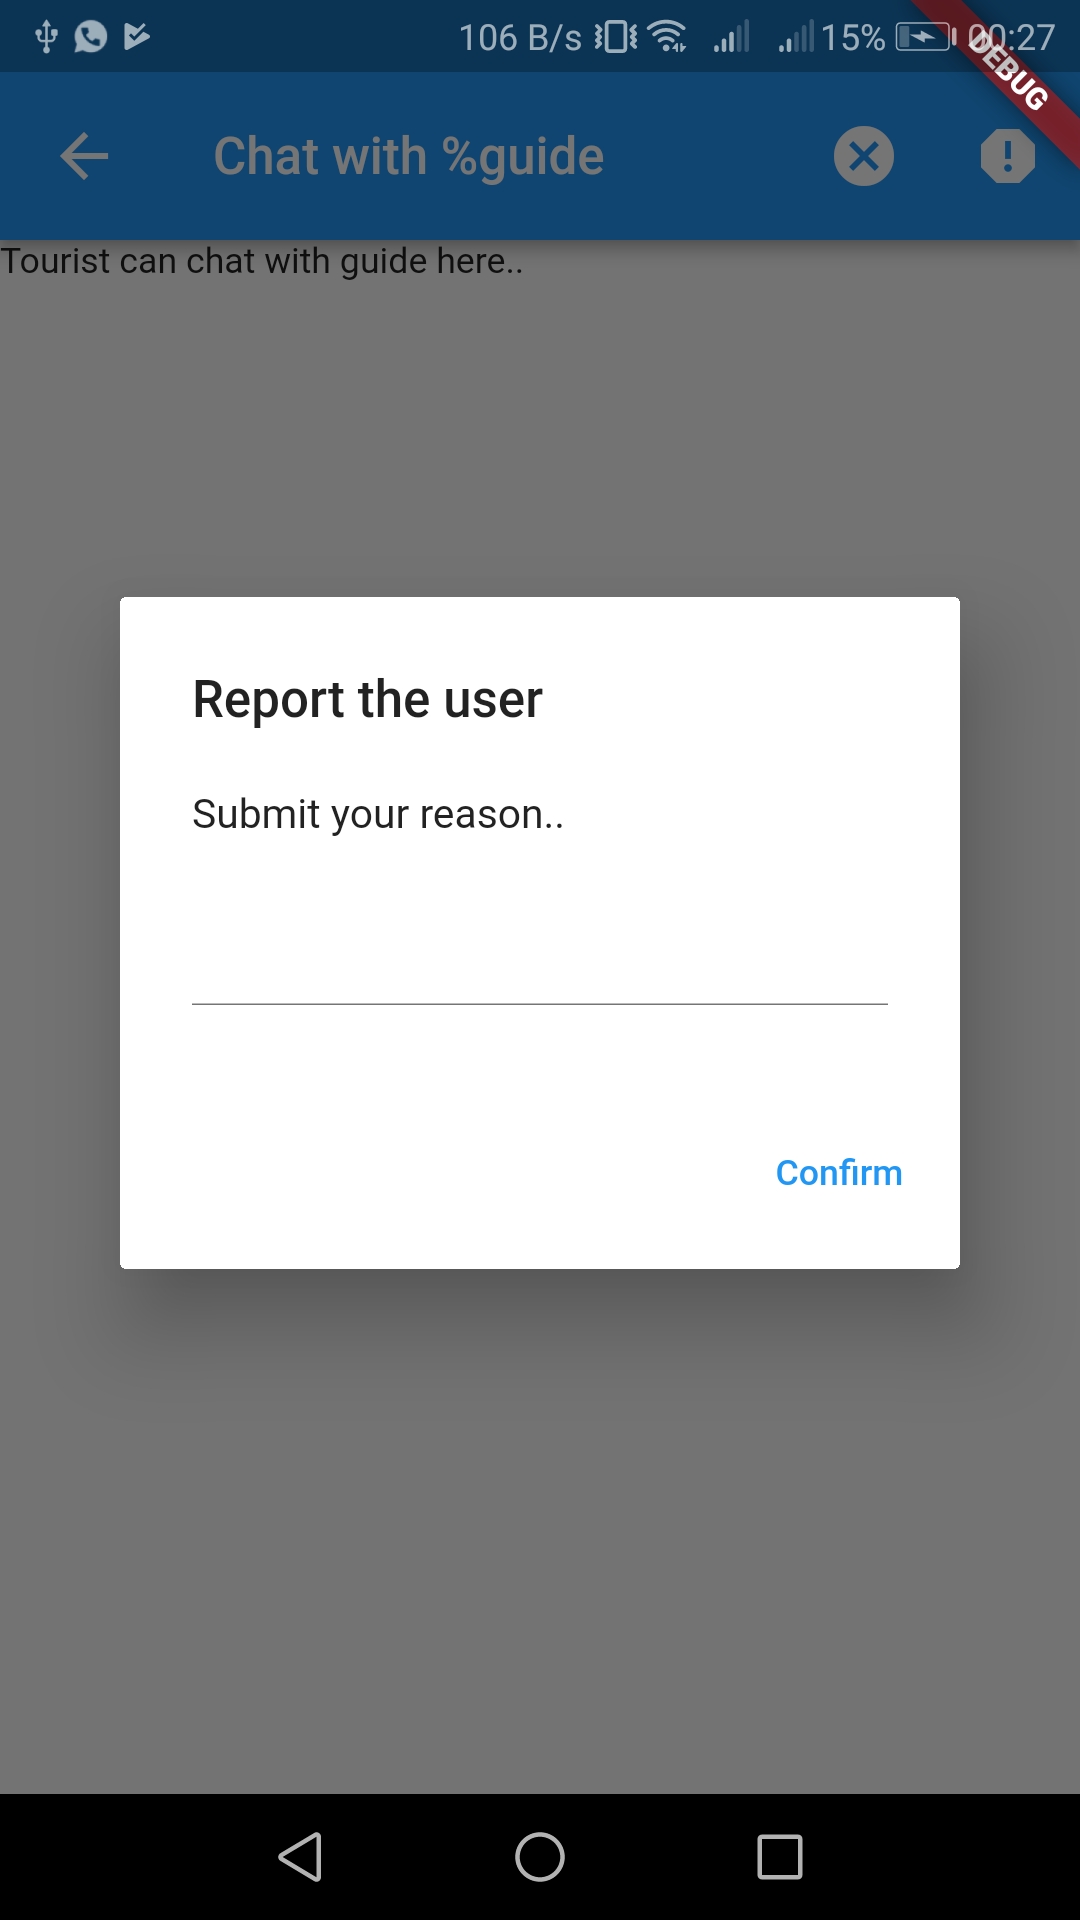 106 B/s 15% 00:27
DEBUG
Chat with %guide
Tourist can chat with guide here..
Report the user
Submit your reason..
Confirm